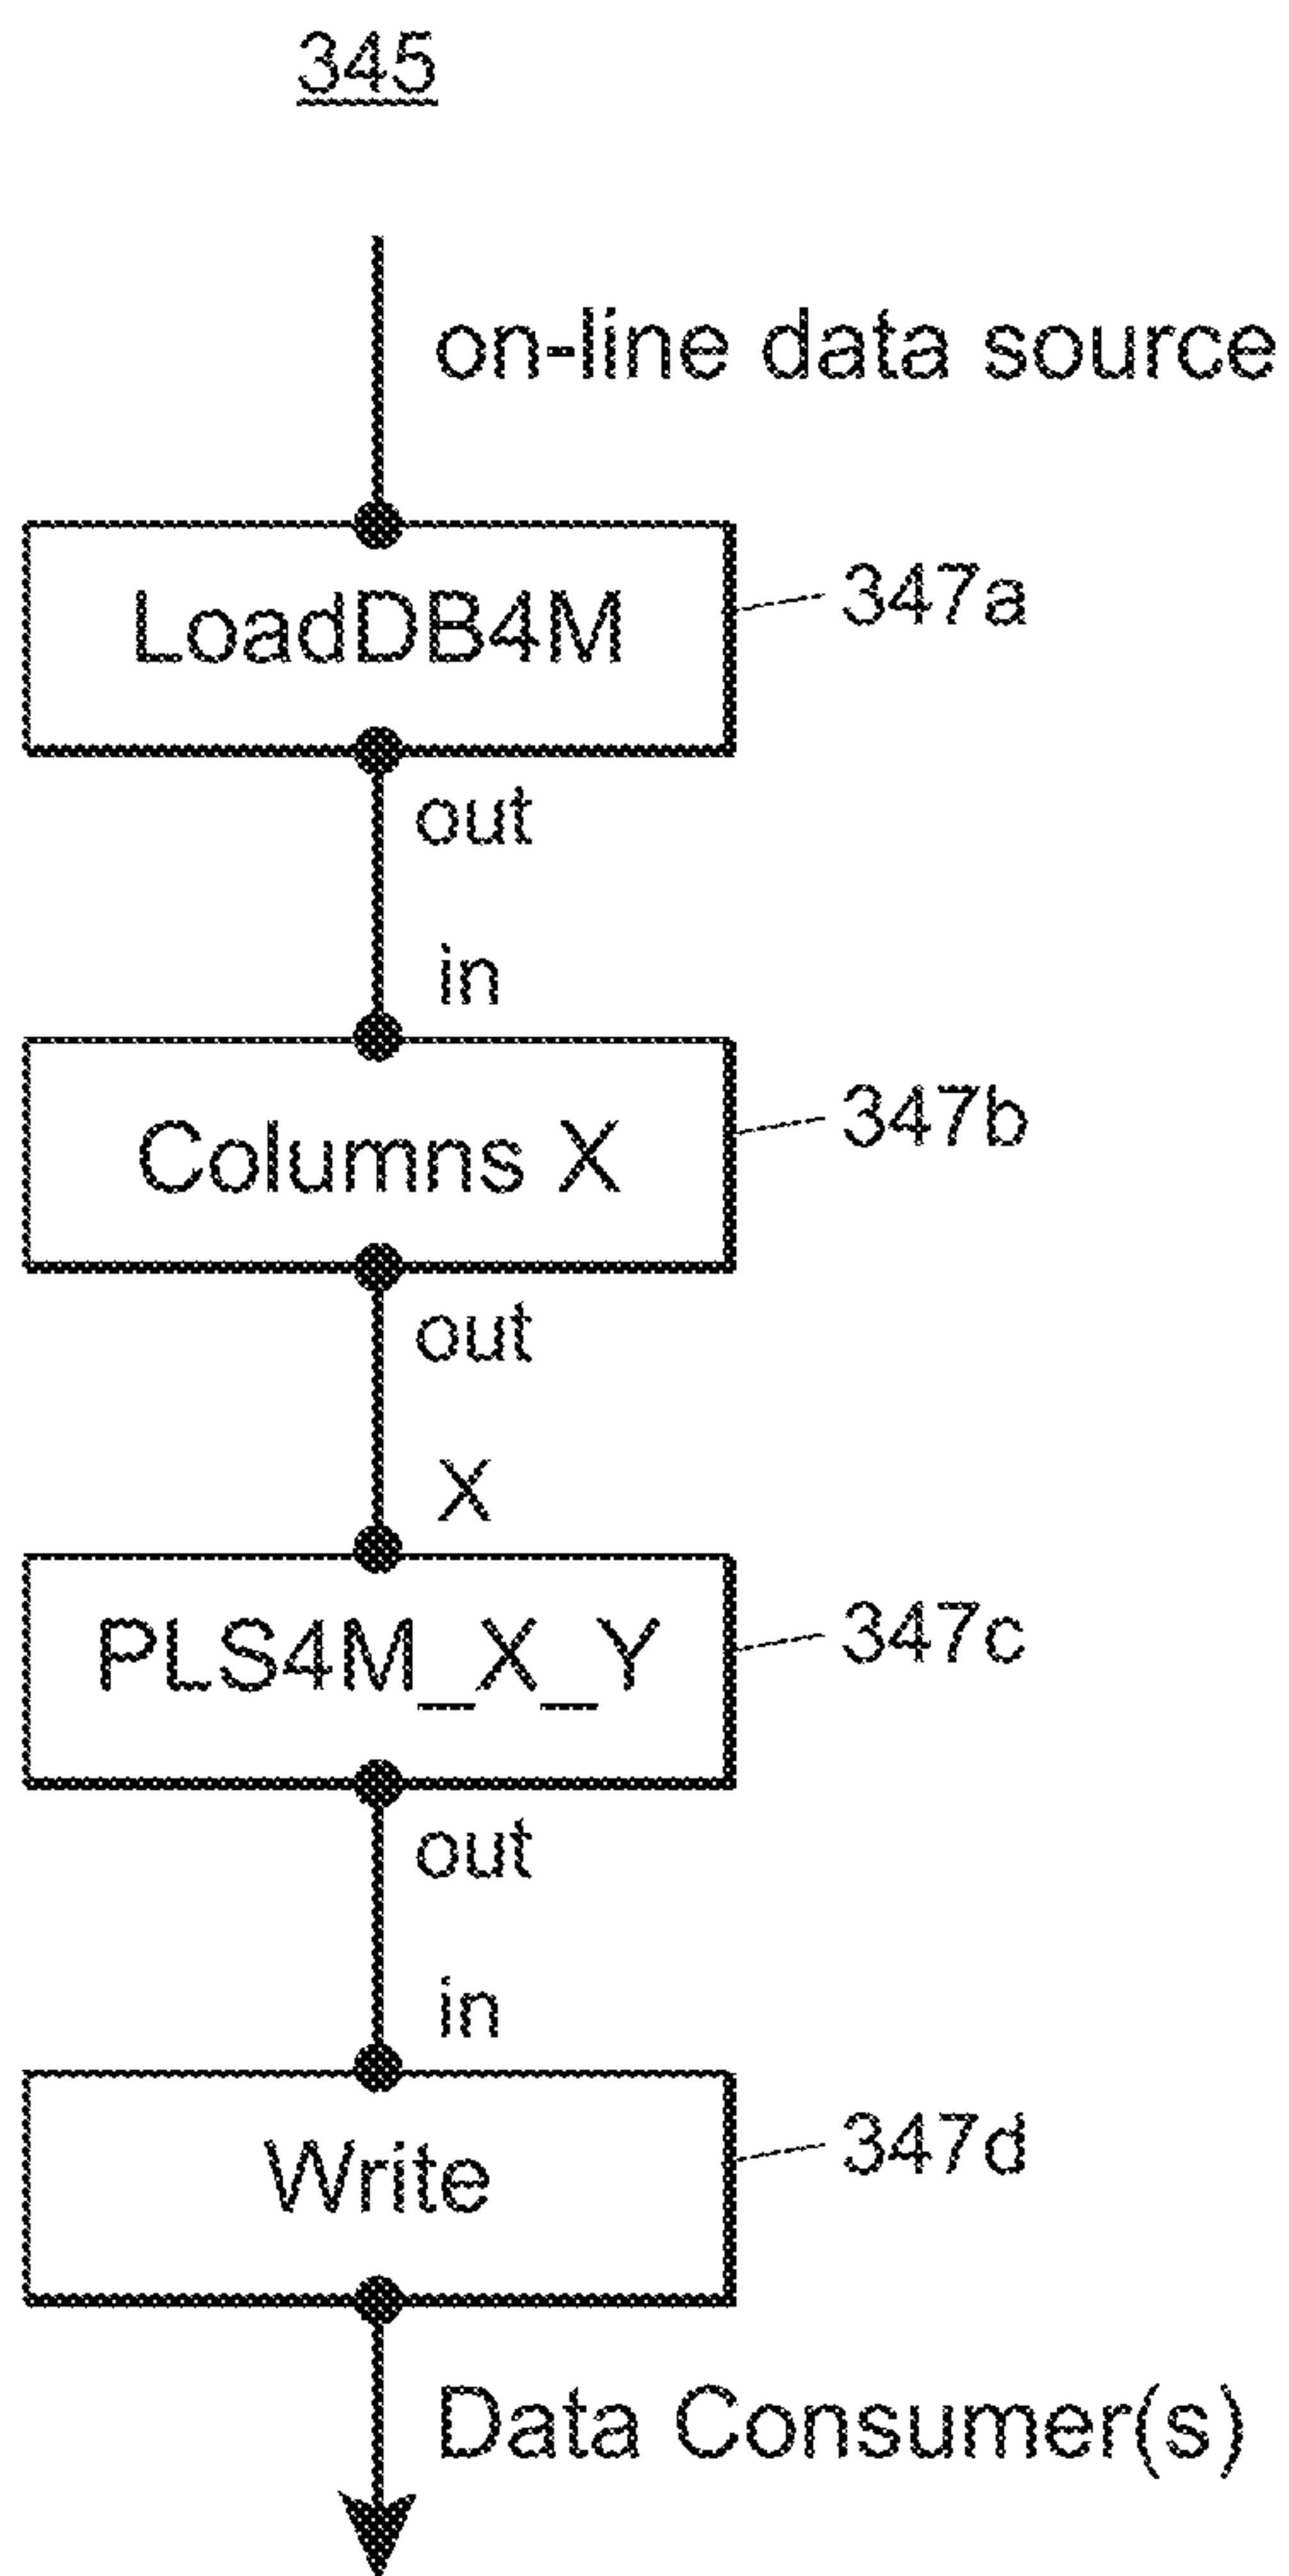 345
on-line data source
LoadDB4M
347a
out
in
Columns X
347b
out
X
PLS4M_X_Y
347c
out
in
Write
347d
Data Consumer(s)